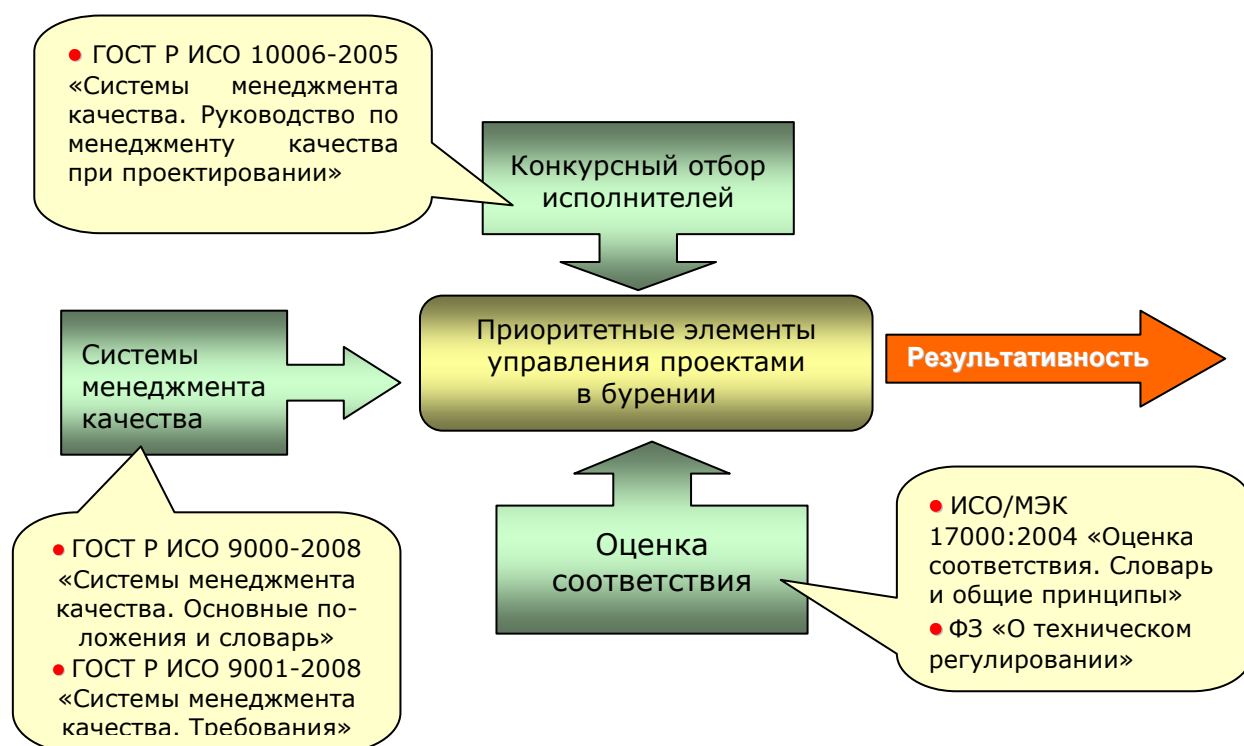 ● ГОСТ Р ИСО 10006-2005
«Системы менеджмента
качества. Руководство по
менеджменту качества
при проектировании»
Конкурсный отбор
исполнителей
Системы
менеджмента
качества
Приоритетные элементы
управления проектами
в бурении
Результативность
Оценка
соответствия
● ГОСТ Р ИСО 9000-2008
«Системы менеджмента
качества. Основные по-
ложения и словарь»
● ГОСТ Р ИСО 9001-2008
«Системы менеджмента
качества. Требования»
● ИСО/МЭК
17000:2004 «Оценка
соответствия. Словарь
и общие принципы»
● ФЗ «О техническом
регулировании»